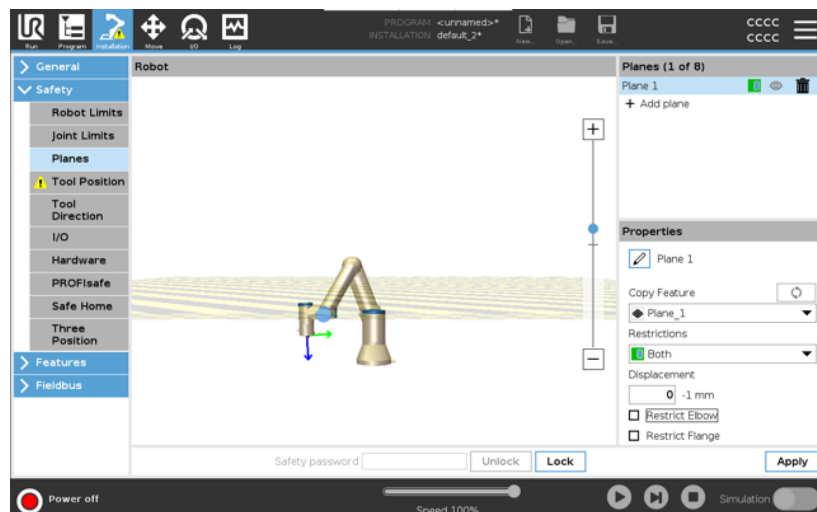 UR
PROGRAM <unnamed>*
INSTALLATION default_2*
cccc
cccc
Run
Program
Installation
Move
I/O
Log
New...
Open...
Save...
General
Safety
Robot Limits
Joint Limits
Planes
Tool Position
Tool
Direction
I/O
Hardware
PROFIsafe
Safe Home
Three
Position
Features
Fieldbus
Robot
+
−
Planes (1 of 8)
Plane 1
+ Add plane
Properties
Plane 1
Copy Feature
Plane_1
Restrictions
Both
Displacement
0 -1 mm
Restrict Elbow
Restrict Flange
Safety password
Unlock
Lock
Apply
Power off
Speed 100%
Simulation